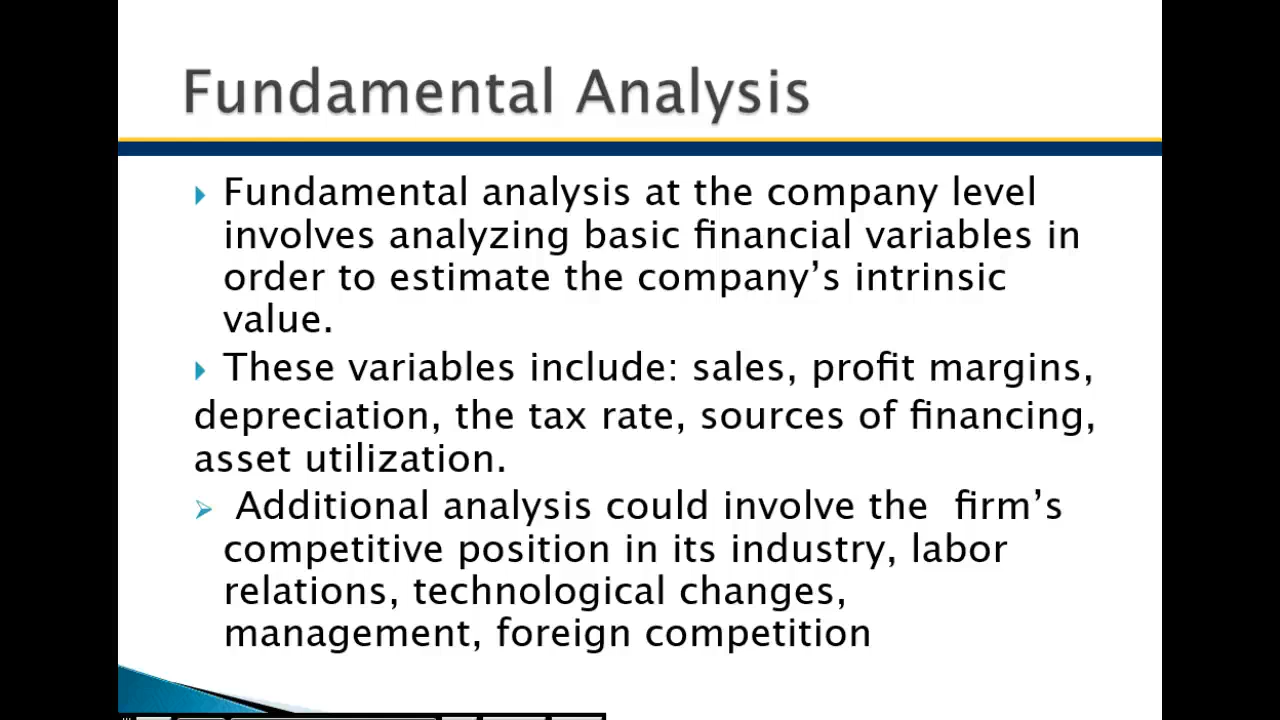 Fundamental Analysis
Fundamental analysis at the company level
involves analyzing basic financial variables in
order to estimate the company’s intrinsic
value.
These variables include: sales, profit margins,
depreciation, the tax rate, sources of financing,
asset utilization.
Additional analysis could involve the  firm’s
competitive position in its industry, labor
relations, technological changes,
management, foreign competition